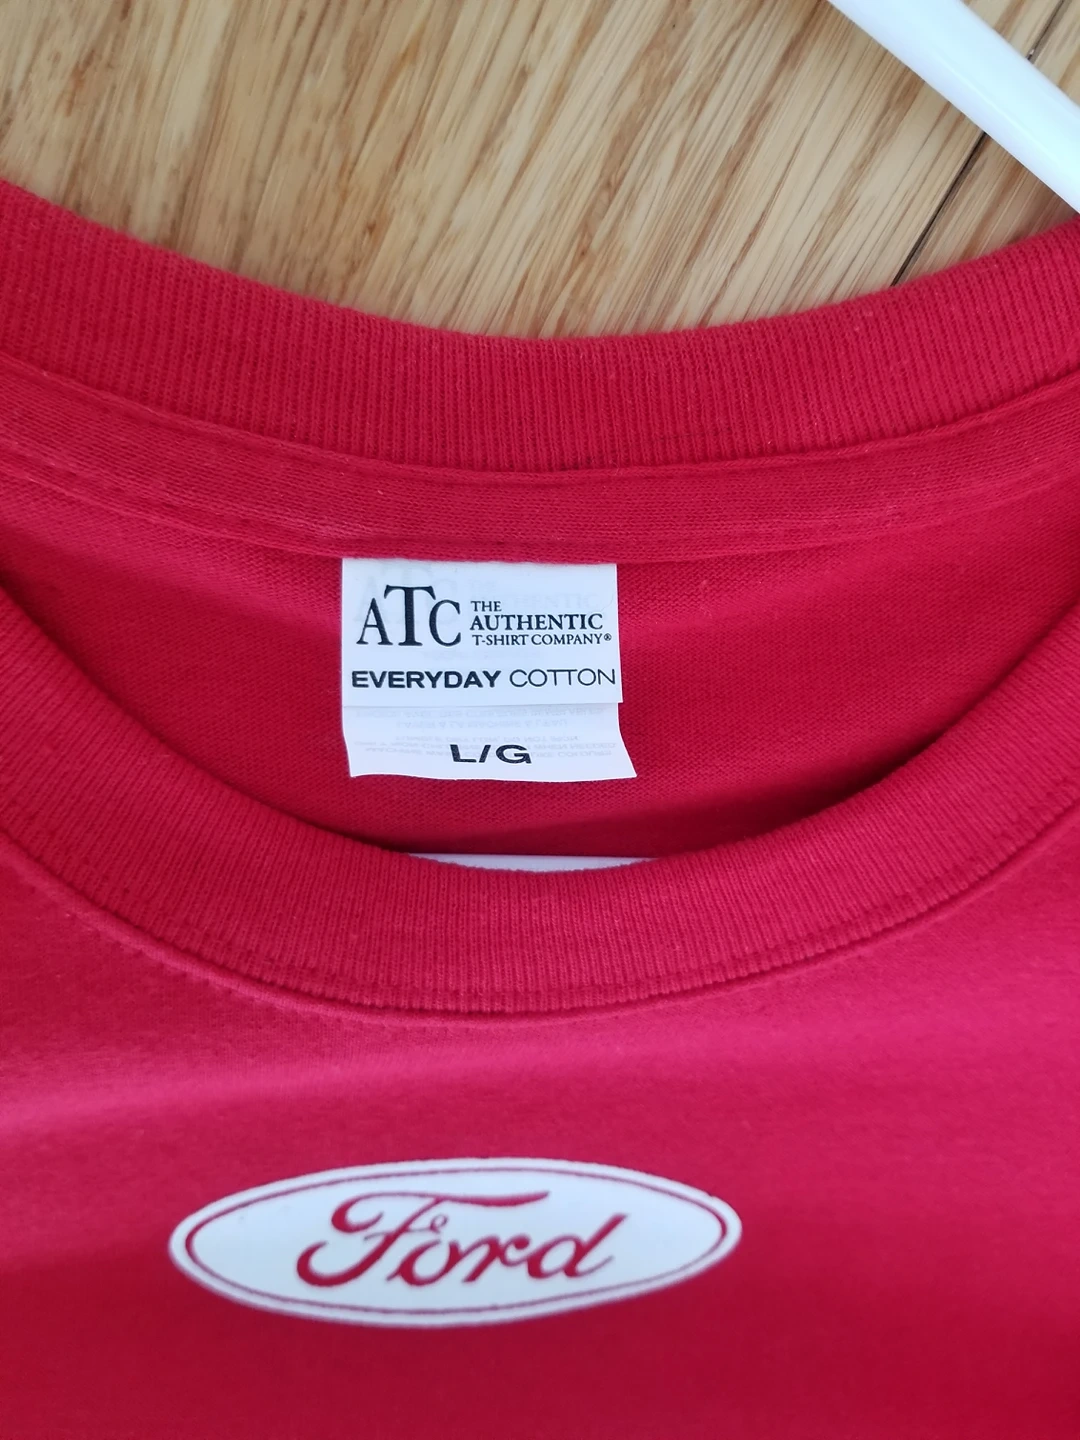 ATC THE
AUTHENTIC
T-SHIRT COMPANY®
EVERYDAY COTTON
L/G
Ford